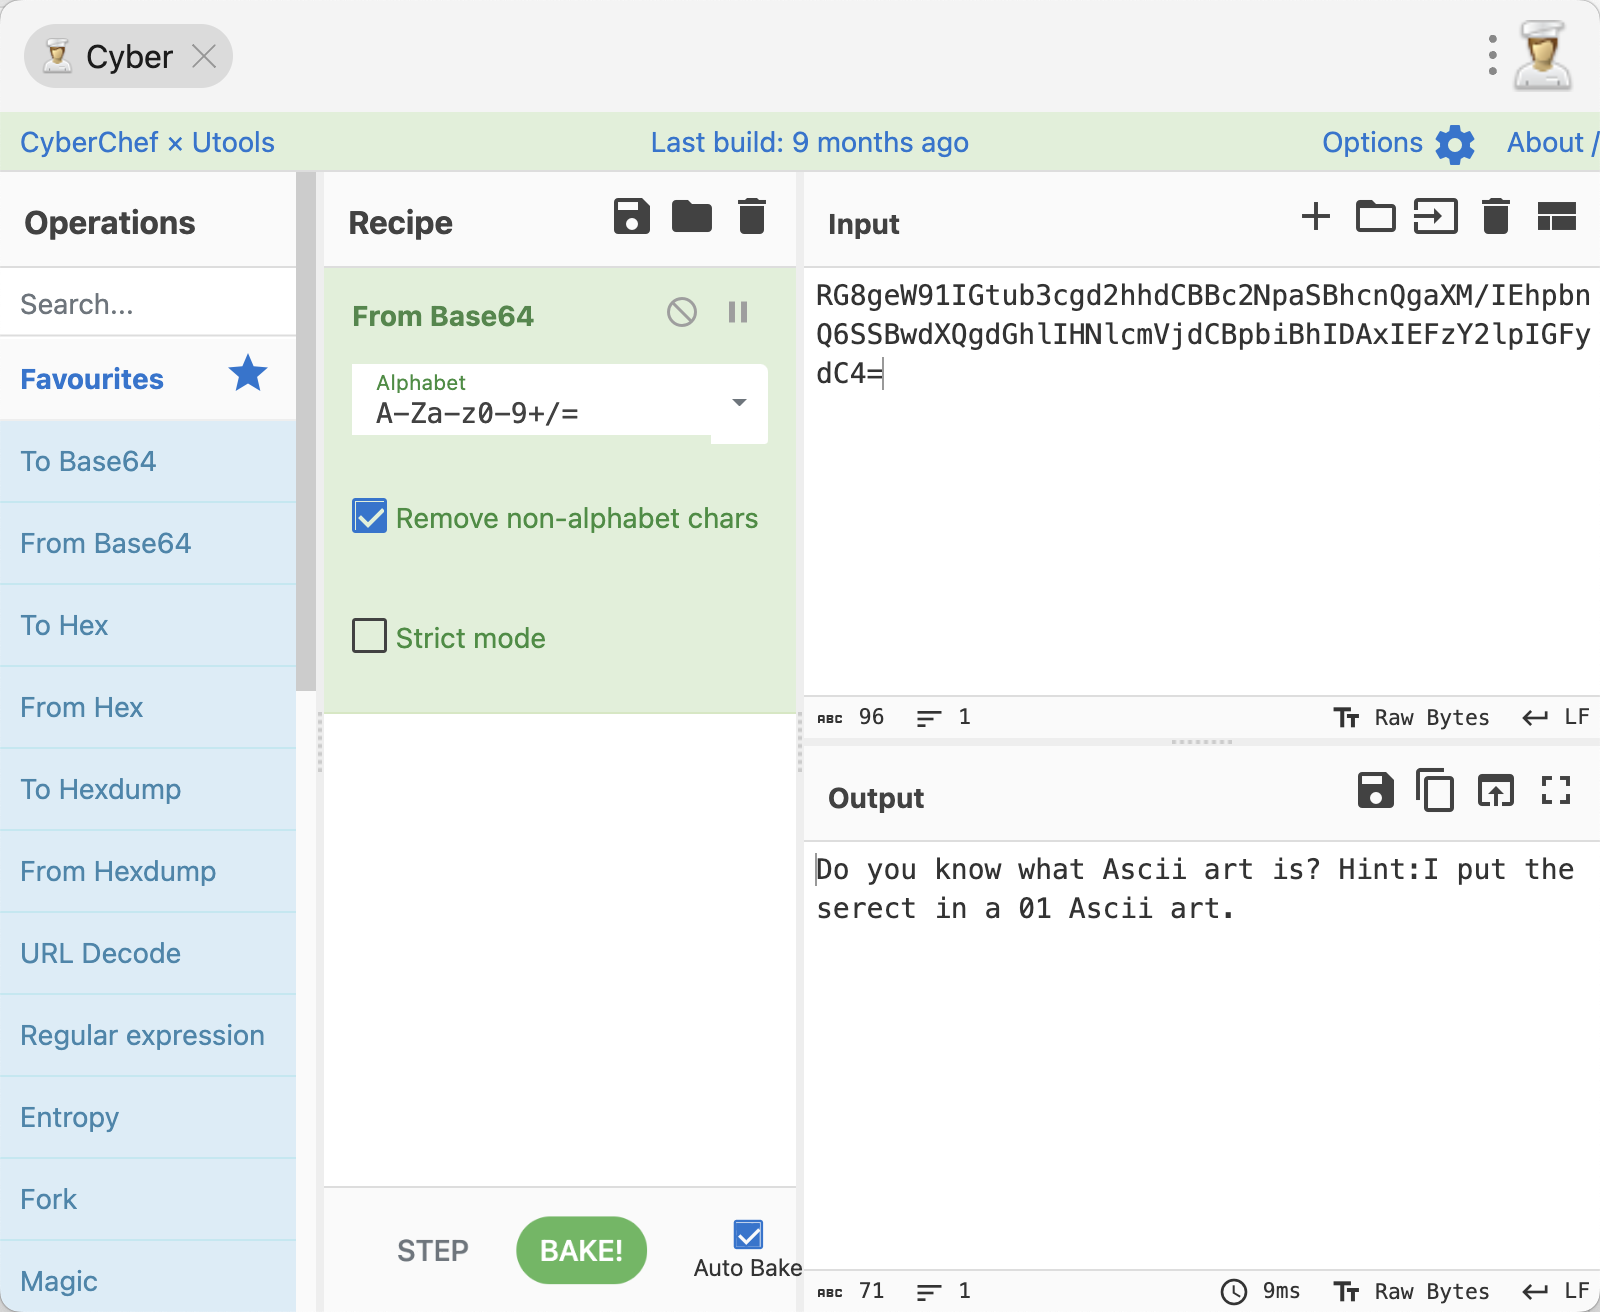 Cyber
CyberChef × Utools
Last build: 9 months ago
Options
About /
Operations
Search...
Favourites
To Base64
From Base64
To Hex
From Hex
To Hexdump
From Hexdump
URL Decode
Regular expression
Entropy
Fork
Magic
Recipe
From Base64
Alphabet
A-Za-z0-9+/=
Remove non-alphabet chars
Strict mode
STEP
BAKE!
Auto Bake
Input
RG8geW91IGtub3cgd2hhdCBBc2NpaSBhcnQgaXM/IEhpbn
Q6SSBwdXQgdGhlIHNlcmVjdCBpbiBhIDAxIEFzY2lpIGFy
dC4=
ABC 96 1
Raw Bytes LF
Output
Do you know what Ascii art is? Hint:I put the
serect in a 01 Ascii art.
ABC 71 1
9ms Tт Raw Bytes LF